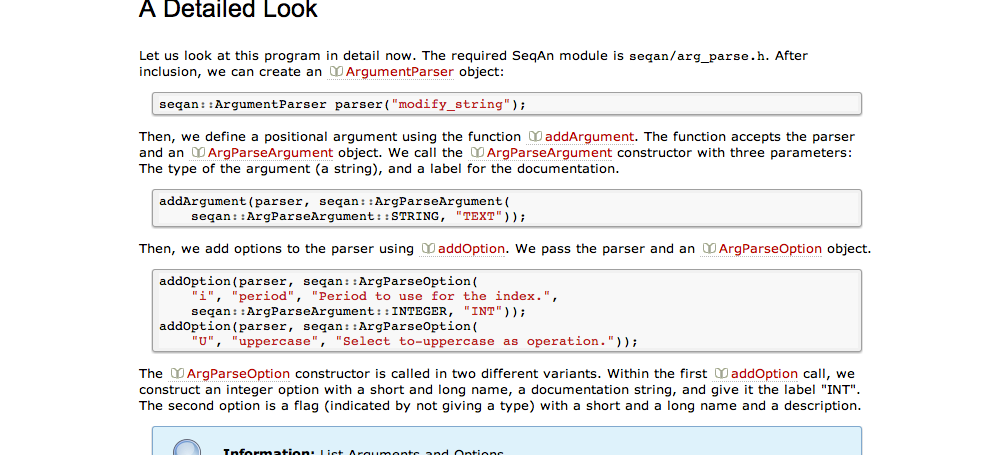 A Detailed Look
Let us look at this program in detail now. The required SeqAn module is seqan/arg_parse.h. After
inclusion, we can create an ArgumentParser object:
seqan::ArgumentParser parser("modify_string");
Then, we define a positional argument using the function addArgument. The function accepts the parser
and an ArgParseArgument object. We call the ArgParseArgument constructor with three parameters:
The type of the argument (a string), and a label for the documentation.
addArgument(parser, seqan::ArgParseArgument(
    seqan::ArgParseArgument::STRING, "TEXT"));
Then, we add options to the parser using addOption. We pass the parser and an ArgParseOption object.
addOption(parser, seqan::ArgParseOption(
    "i", "period", "Period to use for the index.",
    seqan::ArgParseArgument::INTEGER, "INT"));
addOption(parser, seqan::ArgParseOption(
    "U", "uppercase", "Select to-uppercase as operation."));
The ArgParseOption constructor is called in two different variants. Within the first addOption call, we
construct an integer option with a short and long name, a documentation string, and give it the label "INT".
The second option is a flag (indicated by not giving a type) with a short and a long name and a description.
Information: List Arguments and Options